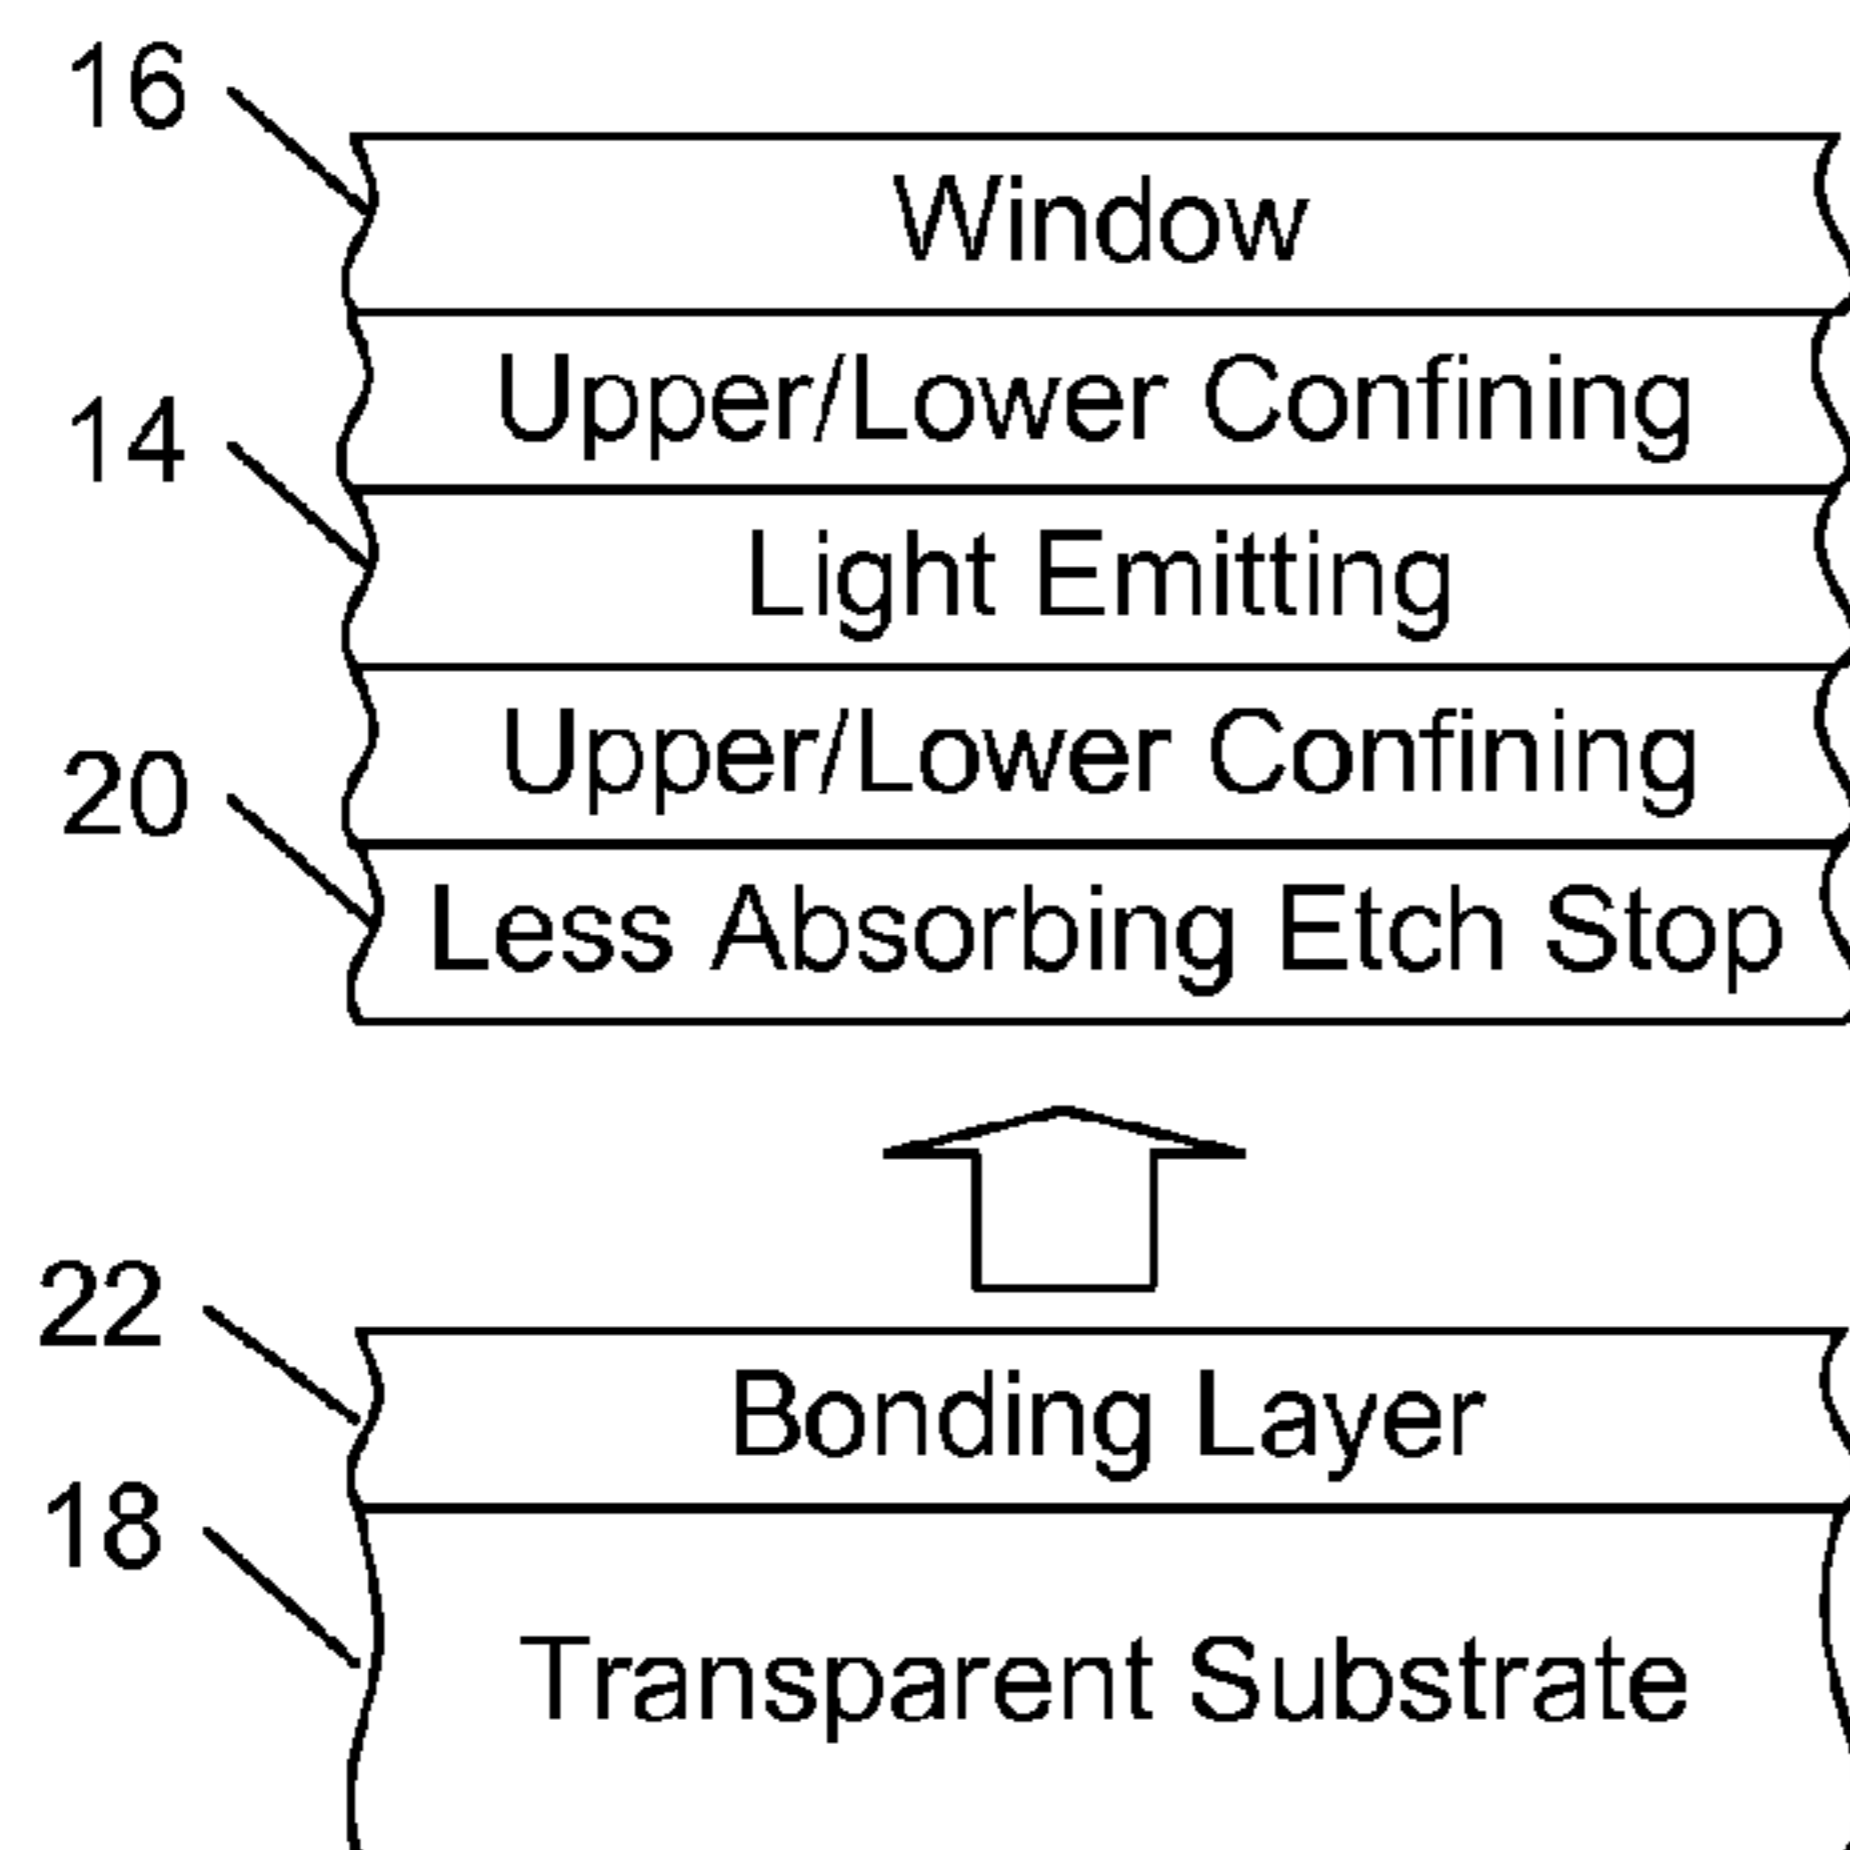 16
Window
Upper/Lower Confining
14
Light Emitting
Upper/Lower Confining
20
Less Absorbing Etch Stop
22
Bonding Layer
18
Transparent Substrate